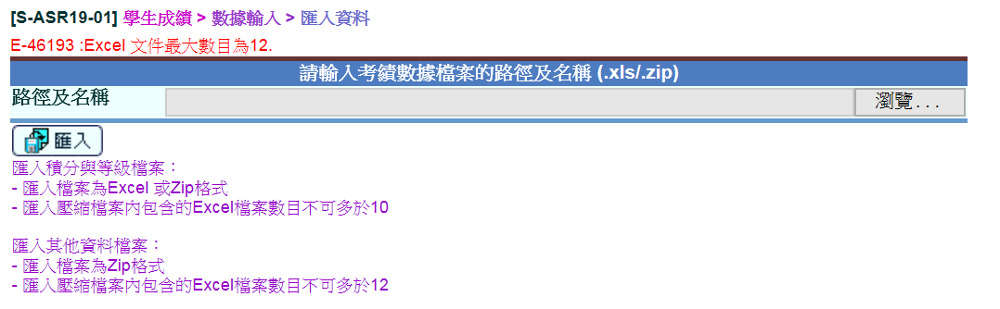 [S-ASR19-01] 學生成績 > 數據輸入 > 匯入資料
E-46193 :Excel 文件最大數目為12.
請輸入考績數據檔案的路徑及名稱 (.xls/.zip)
路徑及名稱 瀏覽...
匯入
匯入積分與等級檔案：
- 匯入檔案為Excel 或Zip格式
- 匯入壓縮檔案內包含的Excel檔案數目不可多於10
匯入其他資料檔案：
- 匯入檔案為Zip格式
- 匯入壓縮檔案內包含的Excel檔案數目不可多於12